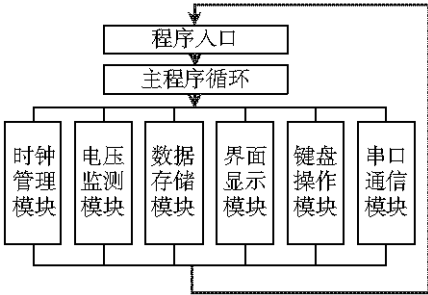 程序入口
主程序循环
时钟
管理
模块
电压
监测
模块
数据
存储
模块
界面
显示
模块
键盘
操作
模块
串口
通信
模块